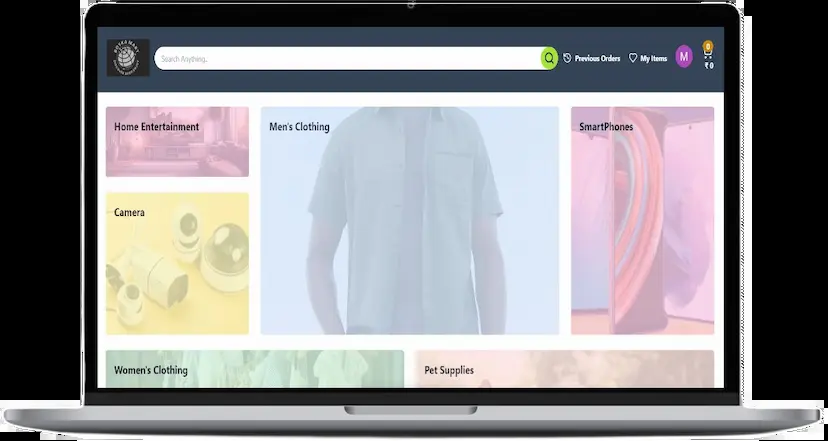 Search Anything..
Previous Orders
My Items
M
0
₹ 0
Home Entertainment
Men's Clothing
SmartPhones
Camera
Women's Clothing
Pet Supplies